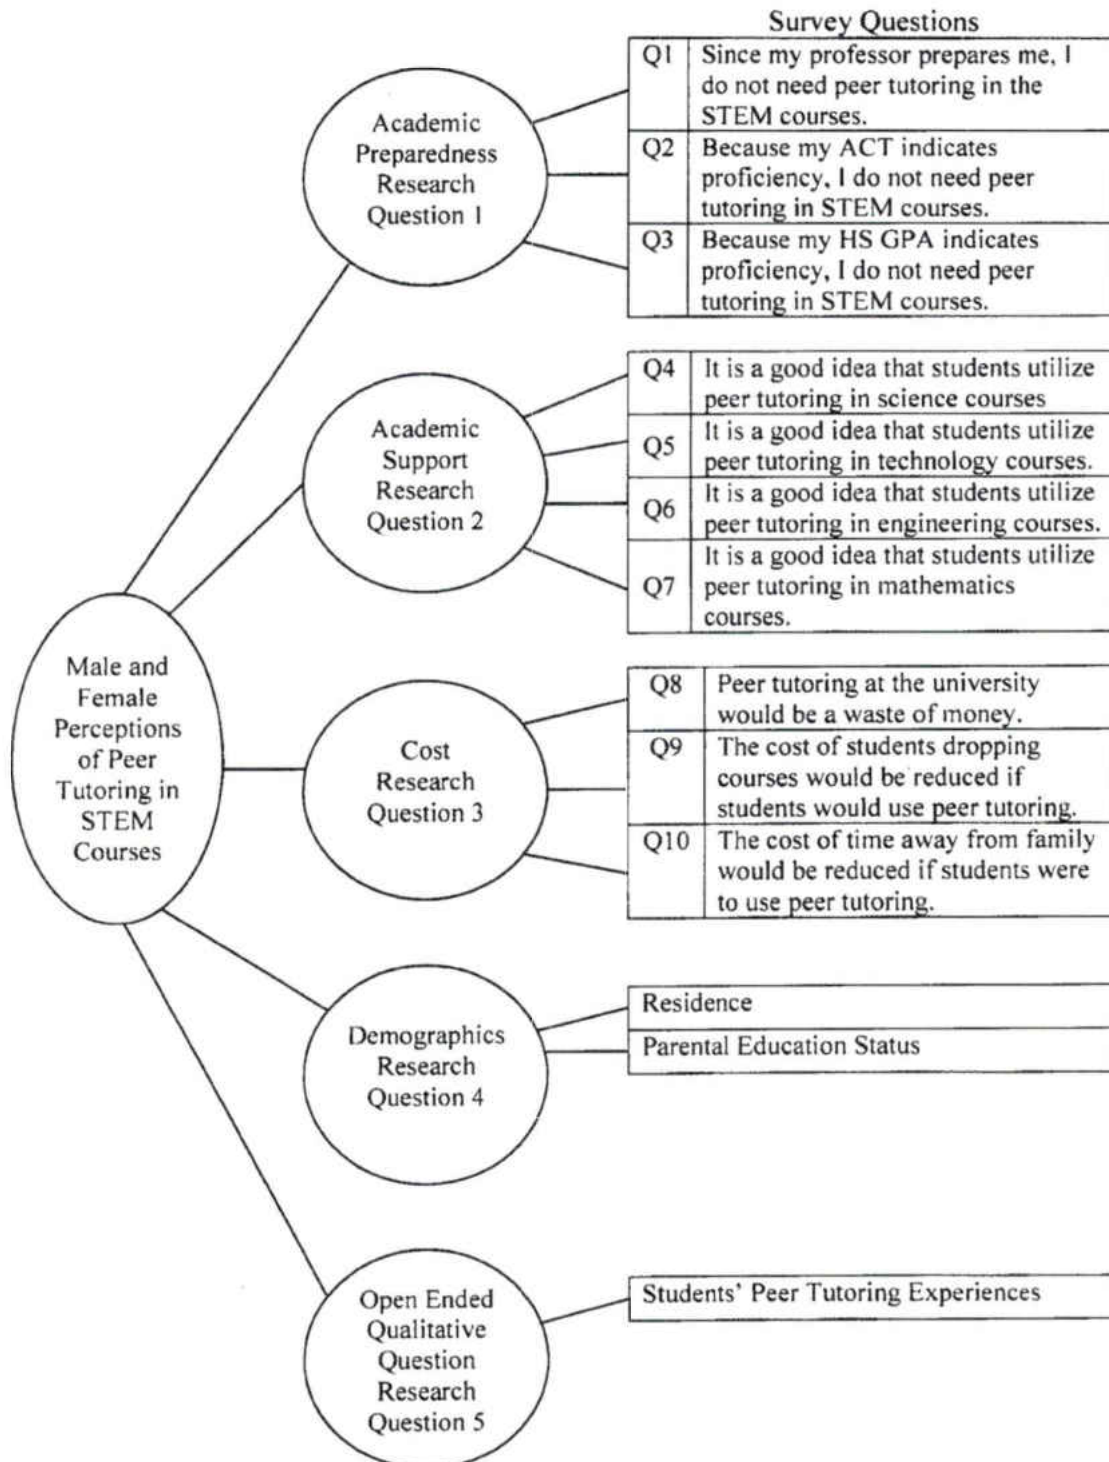 Survey Questions
Male and
Female
Perceptions
of Peer
Tutoring in
STEM
Courses
Academic
Preparedness
Research
Question 1
Q1 Since my professor prepares me, I
do not need peer tutoring in the
STEM courses.
Q2 Because my ACT indicates
proficiency, I do not need peer
tutoring in STEM courses.
Q3 Because my HS GPA indicates
proficiency, I do not need peer
tutoring in STEM courses.
Academic
Support
Research
Question 2
Q4 It is a good idea that students utilize
peer tutoring in science courses
Q5 It is a good idea that students utilize
peer tutoring in technology courses.
Q6 It is a good idea that students utilize
peer tutoring in engineering courses.
Q7 It is a good idea that students utilize
peer tutoring in mathematics
courses.
Cost
Research
Question 3
Q8 Peer tutoring at the university
would be a waste of money.
Q9 The cost of students dropping
courses would be reduced if
students would use peer tutoring.
Q10 The cost of time away from family
would be reduced if students were
to use peer tutoring.
Demographics
Research
Question 4
Residence
Parental Education Status
Open Ended
Qualitative
Question
Research
Question 5
Students' Peer Tutoring Experiences